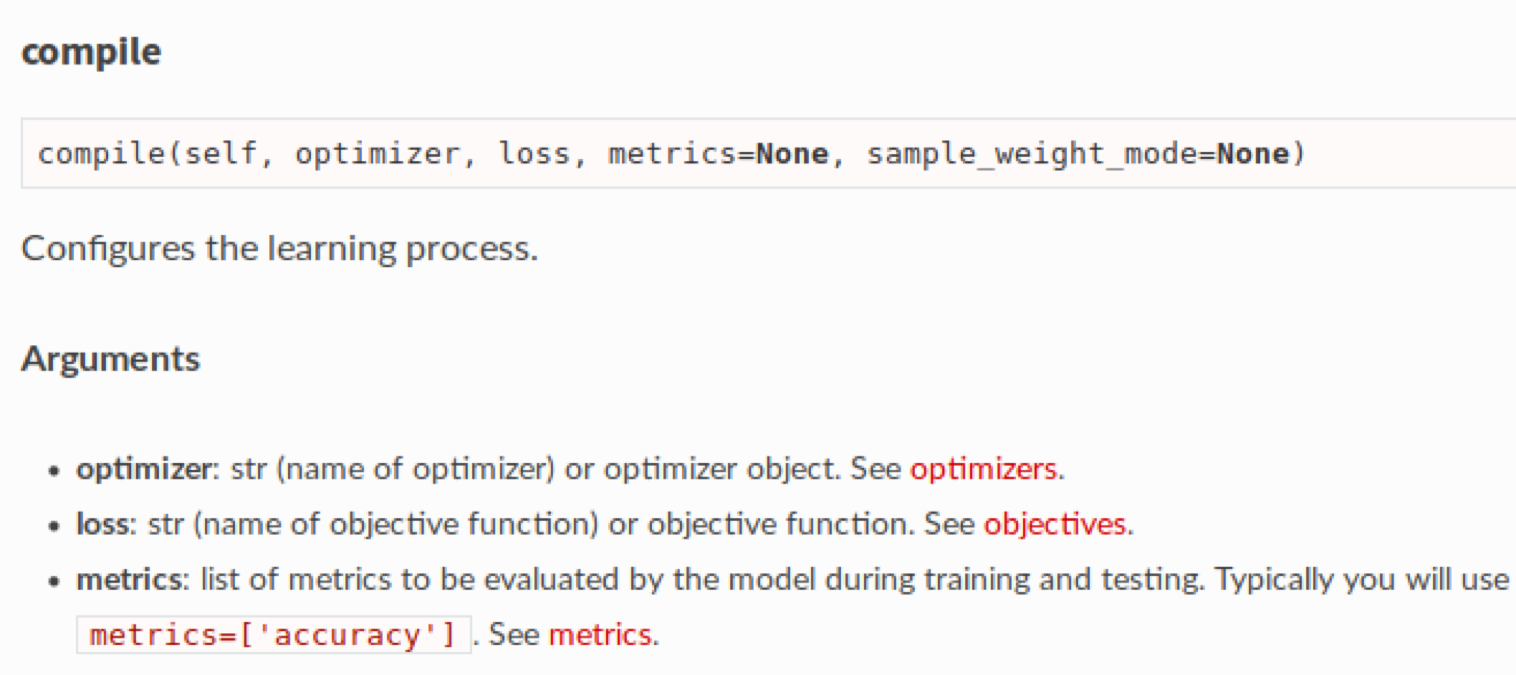 compile
compile(self, optimizer, loss, metrics=None, sample_weight_mode=None)
Configures the learning process.
Arguments
• optimizer: str (name of optimizer) or optimizer object. See optimizers.
• loss: str (name of objective function) or objective function. See objectives.
• metrics: list of metrics to be evaluated by the model during training and testing. Typically you will use
metrics=['accuracy'] . See metrics.